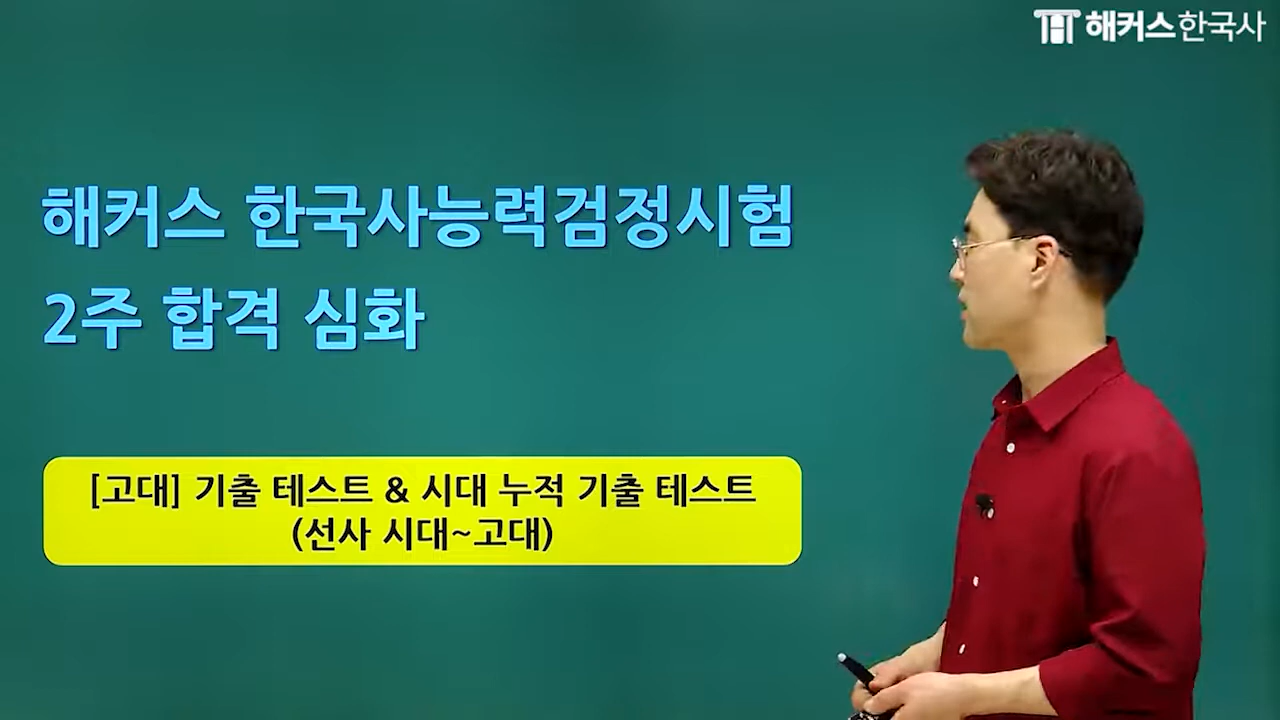 해커스한국사
해커스 한국사능력검정시험
2주 합격 심화
[고대] 기출 테스트 & 시대 누적 기출 테스트
(선사 시대~고대)